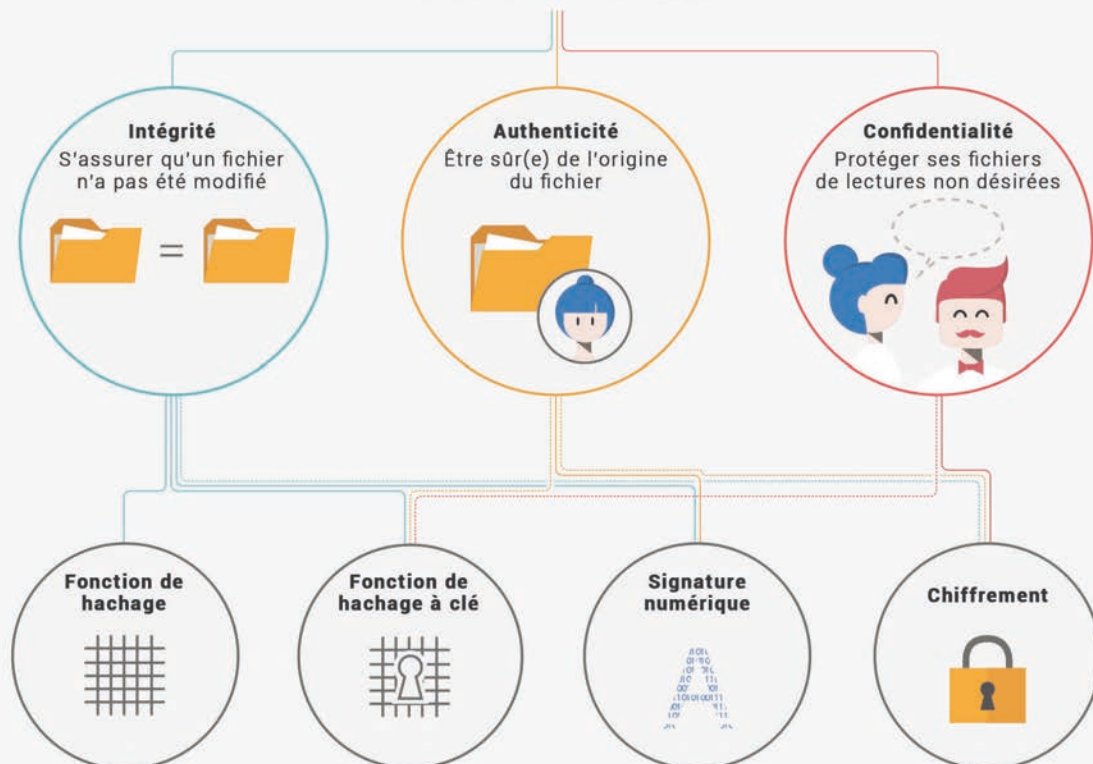 Intégrité
S'assurer qu'un fichier
n'a pas été modifié
=
Authenticité
Être sûr(e) de l'origine
du fichier
Confidentialité
Protéger ses fichiers
de lectures non désirées
Fonction de
hachage
Fonction de
hachage à clé
Signature
numérique
Chiffrement